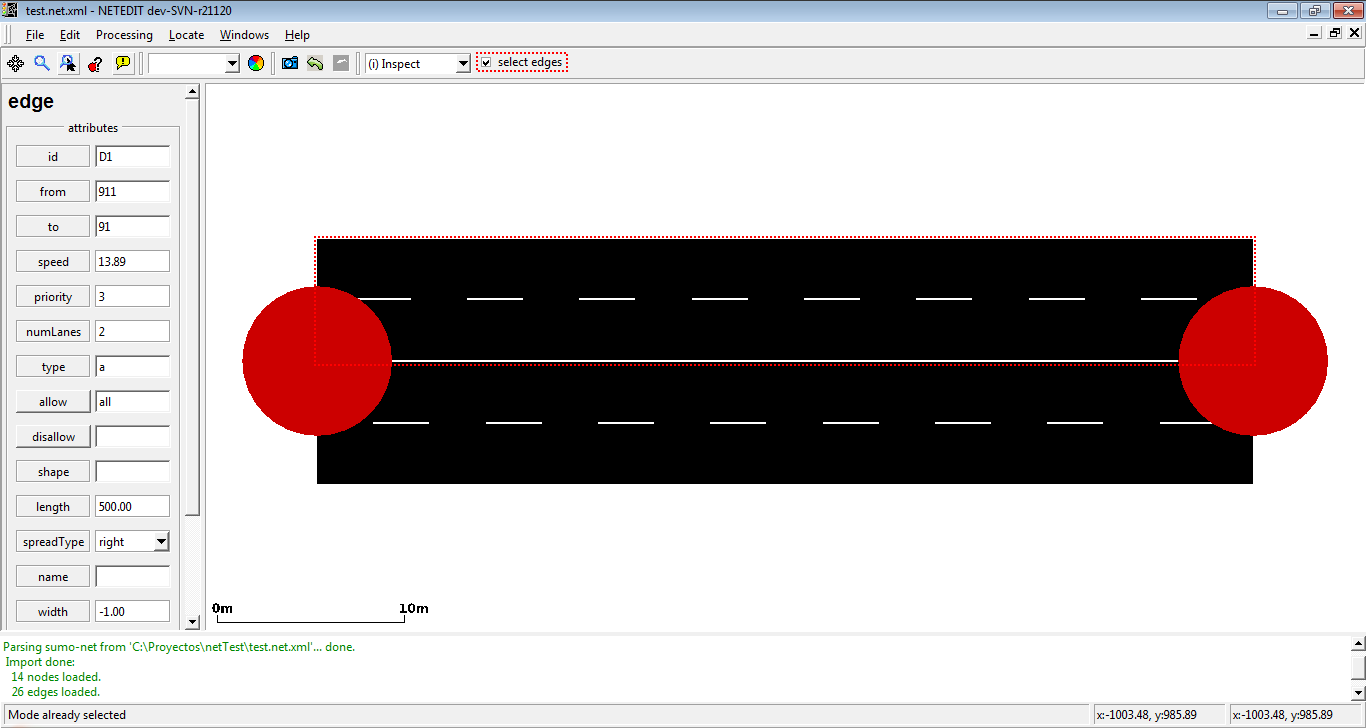 test.net.xml - NETEDIT dev-SVN-r21120
File Edit Processing Locate Windows Help
(i) Inspect select edges
edge
attributes
id D1
from 911
to 91
speed 13.89
priority 3
numLanes 2
type a
allow all
disallow
shape
length 500.00
spreadType right
name
width -1.00
0m 10m
Parsing sumo-net from 'C:\Proyectos\netTest\test.net.xml'... done.
Import done:
14 nodes loaded.
26 edges loaded.
Mode already selected x:-1003.48, y:985.89 x:-1003.48, y:985.89